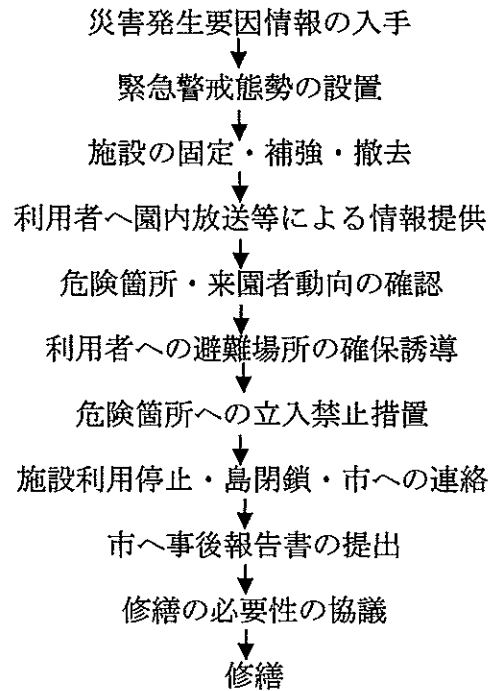 災害発生要因情報の入手
緊急警戒態勢の設置
施設の固定・補強・撤去
利用者へ園内放送等による情報提供
危険箇所・来園者動向の確認
利用者への避難場所の確保誘導
危険箇所への立入禁止措置
施設利用停止・島閉鎖・市への連絡
市へ事後報告書の提出
修繕の必要性の協議
修繕